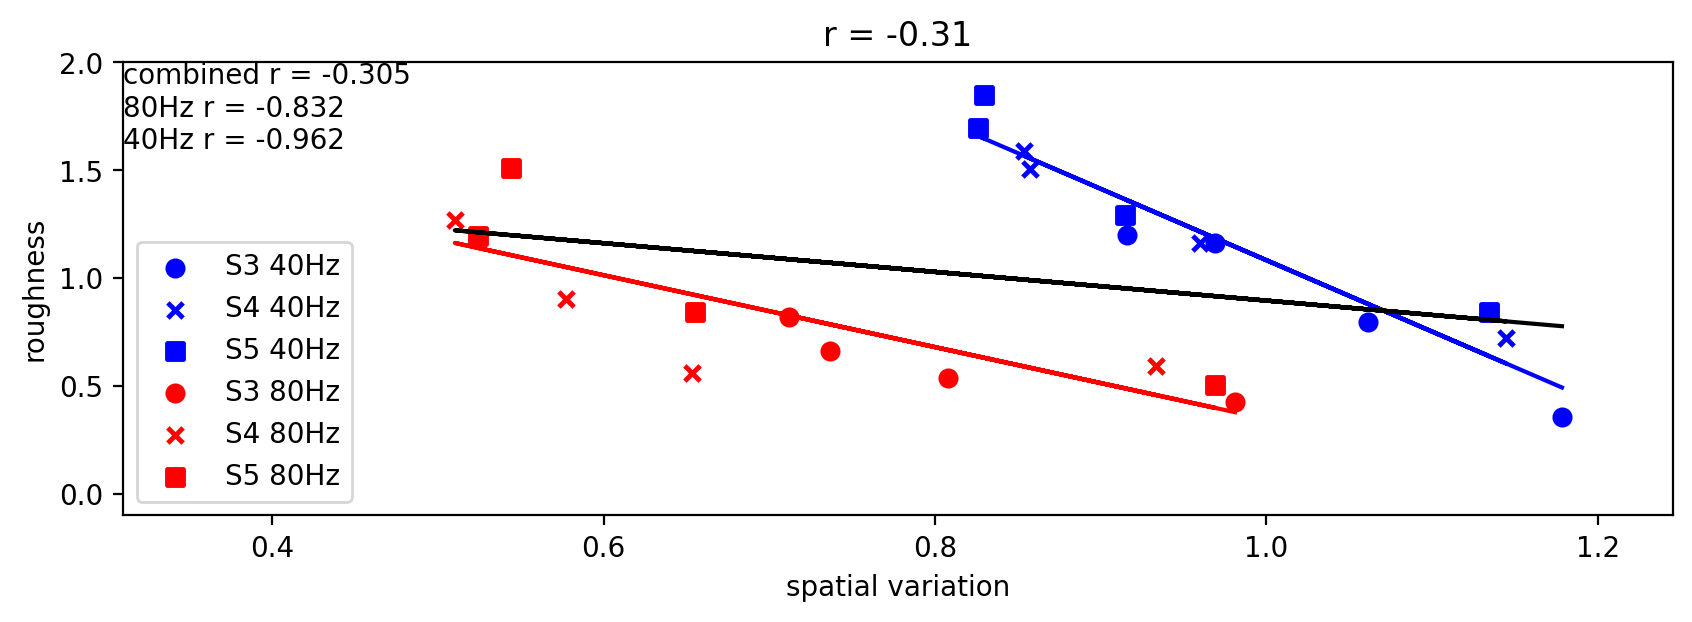 r = -0.31
combined r = -0.305
80Hz r = -0.832
40Hz r = -0.962
2.0
1.5
1.0
0.5
0.0
roughness
S3 40Hz
S4 40Hz
S5 40Hz
S3 80Hz
S4 80Hz
S5 80Hz
0.4 0.6 0.8 1.0 1.2
spatial variation